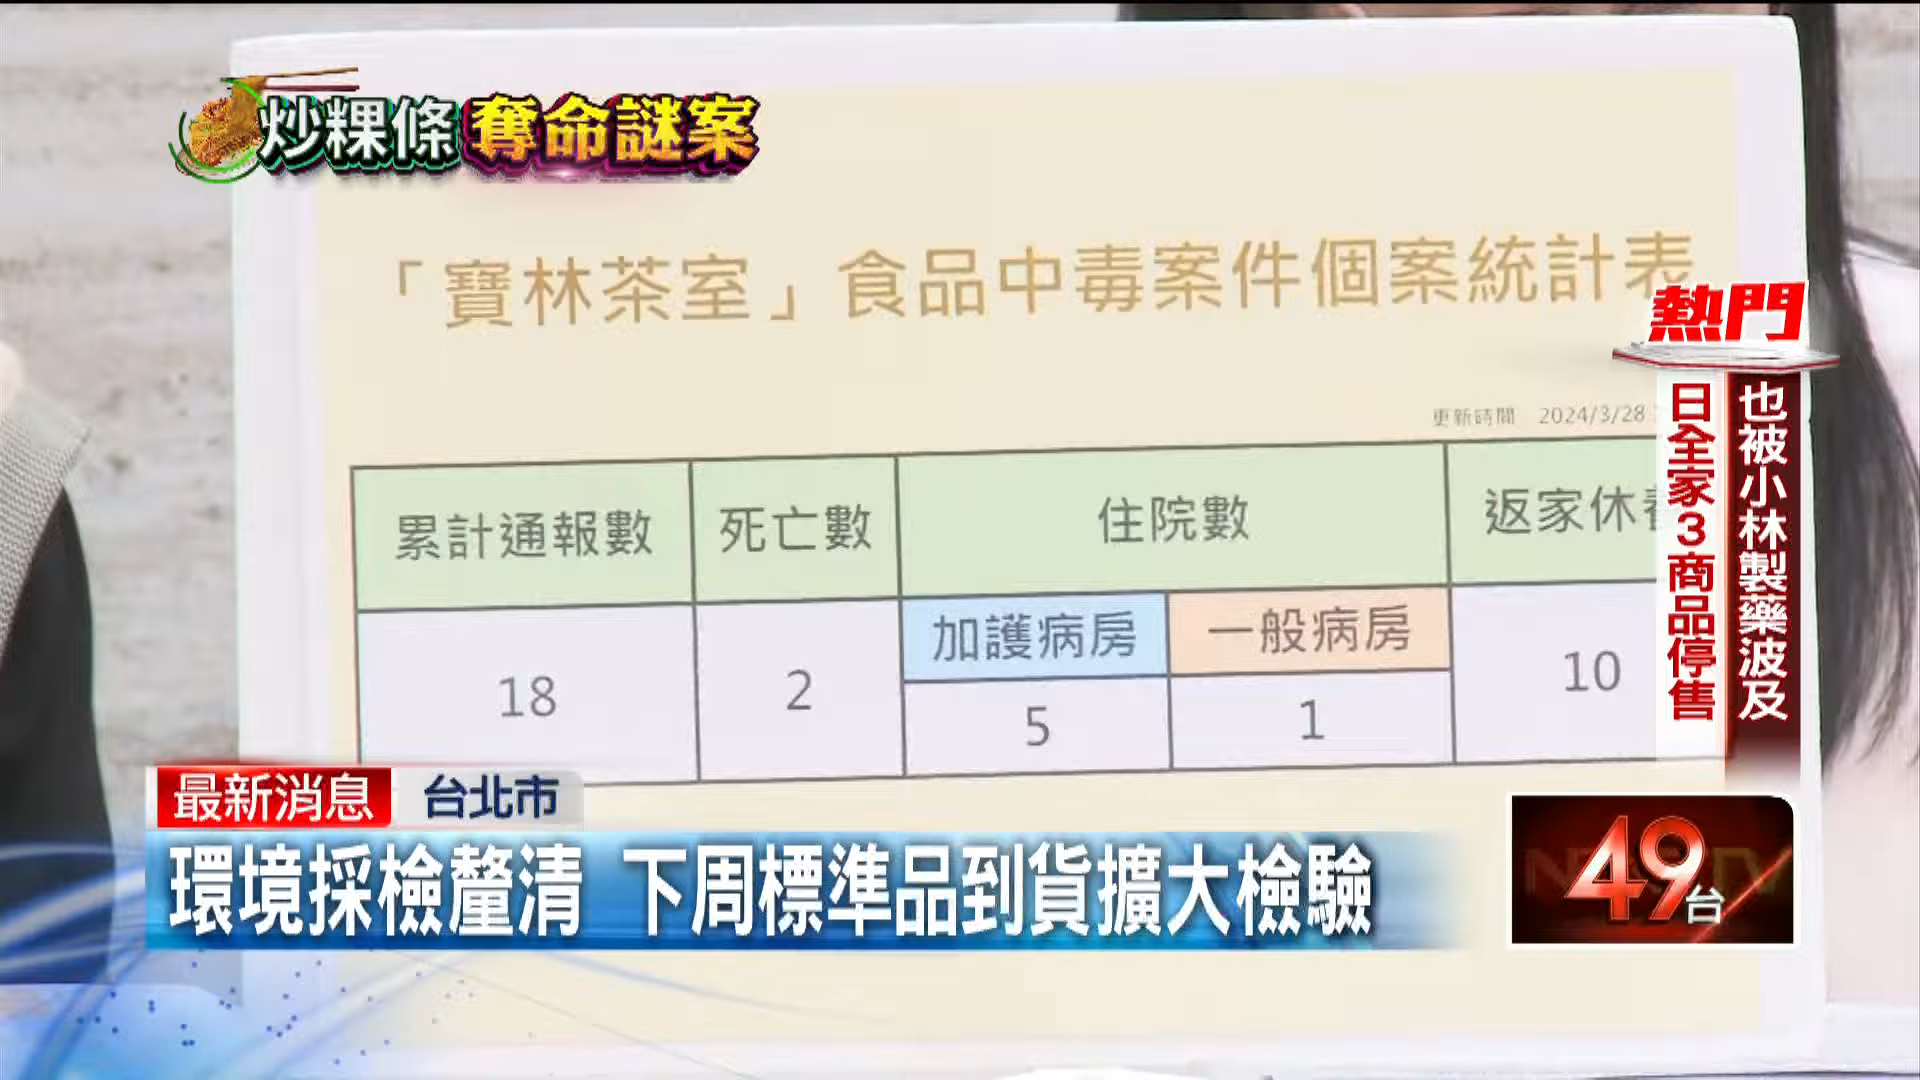 炒粿條 奪命謎案
「寶林茶室」食品中毒案件個案統計表
更新時間 2024/3/28
累計通報數 死亡數 住院數 返家休養
加護病房 一般病房
18 2 5 1 10
熱門
也被小林製藥波及
日全家3商品停售
最新消息 台北市
環境採檢釐清 下周標準品到貨擴大檢驗
49台